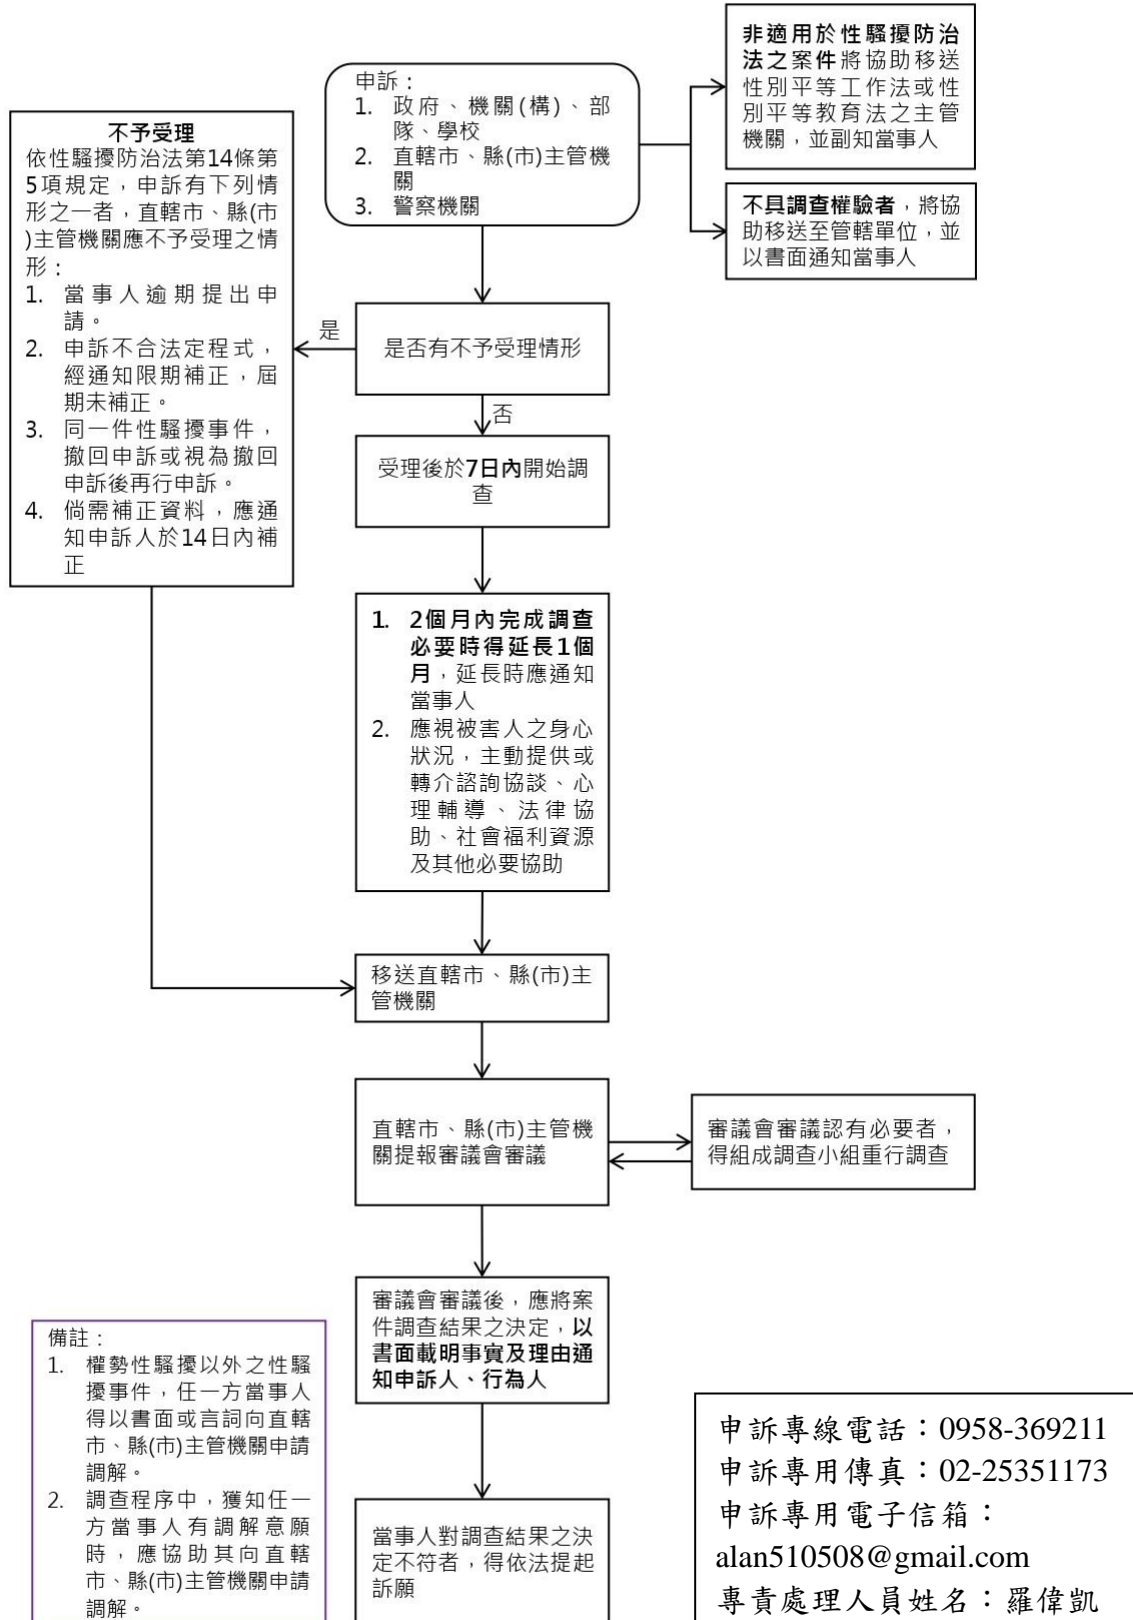 申訴：
1. 政府、機關(構)、部
隊、學校
2. 直轄市、縣(市)主管機
關
3. 警察機關
非適用於性騷擾防治
法之案件將協助移送
性別平等工作法或性
別平等教育法之主管
機關，並副知當事人
不具調查權驗者，將協
助移送至管轄單位，並
以書面通知當事人
不予受理
依性騷擾防治法第14條第
5項規定，申訴有下列情
形之一者，直轄市、縣(市
)主管機關應不予受理之情
形：
1. 當事人逾期提出申
請。
2. 申訴不合法定程式，
經通知限期補正，屆
期未補正。
3. 同一件性騷擾事件，
撤回申訴或視為撤回
申訴後再行申訴。
4. 倘需補正資料，應通
知申訴人於14日內補
正
是
是否有不予受理情形
否
受理後於7日內開始調
查
1. 2個月內完成調查
必要時得延長1個
月，延長時應通知
當事人
2. 應視被害人之身心
狀況，主動提供或
轉介諮詢協談、心
理輔導、法律協
助、社會福利資源
及其他必要協助
移送直轄市、縣(市)主
管機關
直轄市、縣(市)主管機
關提報審議會審議
審議會審議認有必要者，
得組成調查小組重行調查
審議會審議後，應將案
件調查結果之決定，以
書面載明事實及理由通
知申訴人、行為人
備註：
1. 權勢性騷擾以外之性騷
擾事件，任一方當事人
得以書面或言詞向直轄
市、縣(市)主管機關申請
調解。
2. 調查程序中，獲知任一
方當事人有調解意願
時，應協助其向直轄
市、縣(市)主管機關申請
調解。
當事人對調查結果之決
定不符者，得依法提起
訴願
申訴專線電話：0958-369211
申訴專用傳真：02-25351173
申訴專用電子信箱：
alan510508@gmail.com
專責處理人員姓名：羅偉凱